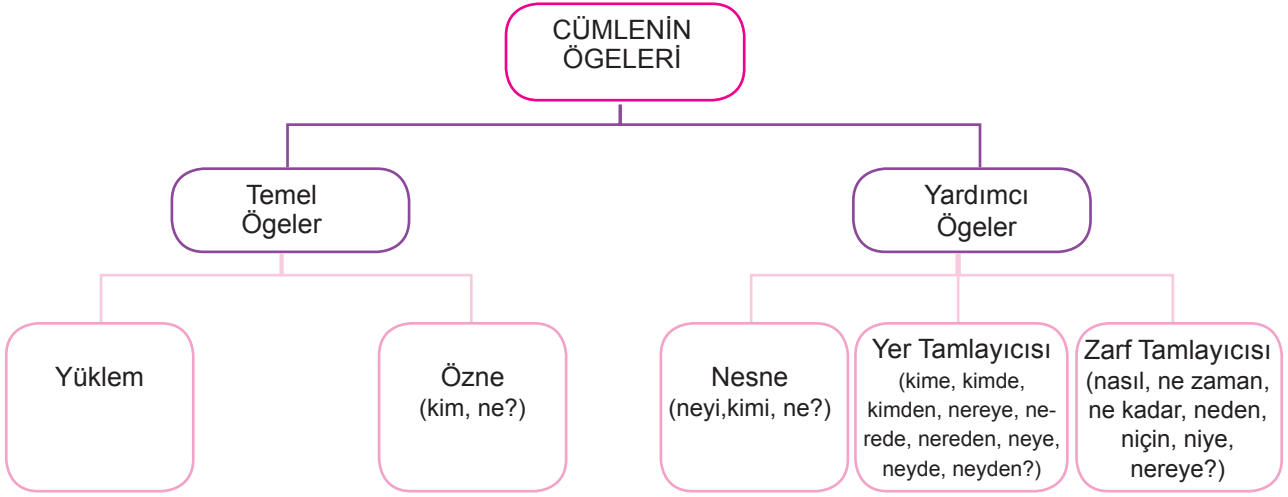 CÜMLENİN
ÖGELERİ
Temel
Ögeler
Yardımcı
Ögeler
Yüklem
Özne
(kim, ne?)
Nesne
(neyi,kimi, ne?)
Yer Tamlayıcısı
(kime, kimde,
kimden, nereye, ne-
rede, nereden, neye,
neyde, neyden?)
Zarf Tamlayıcısı
(nasıl, ne zaman,
ne kadar, neden,
niçin, niye,
nereye?)